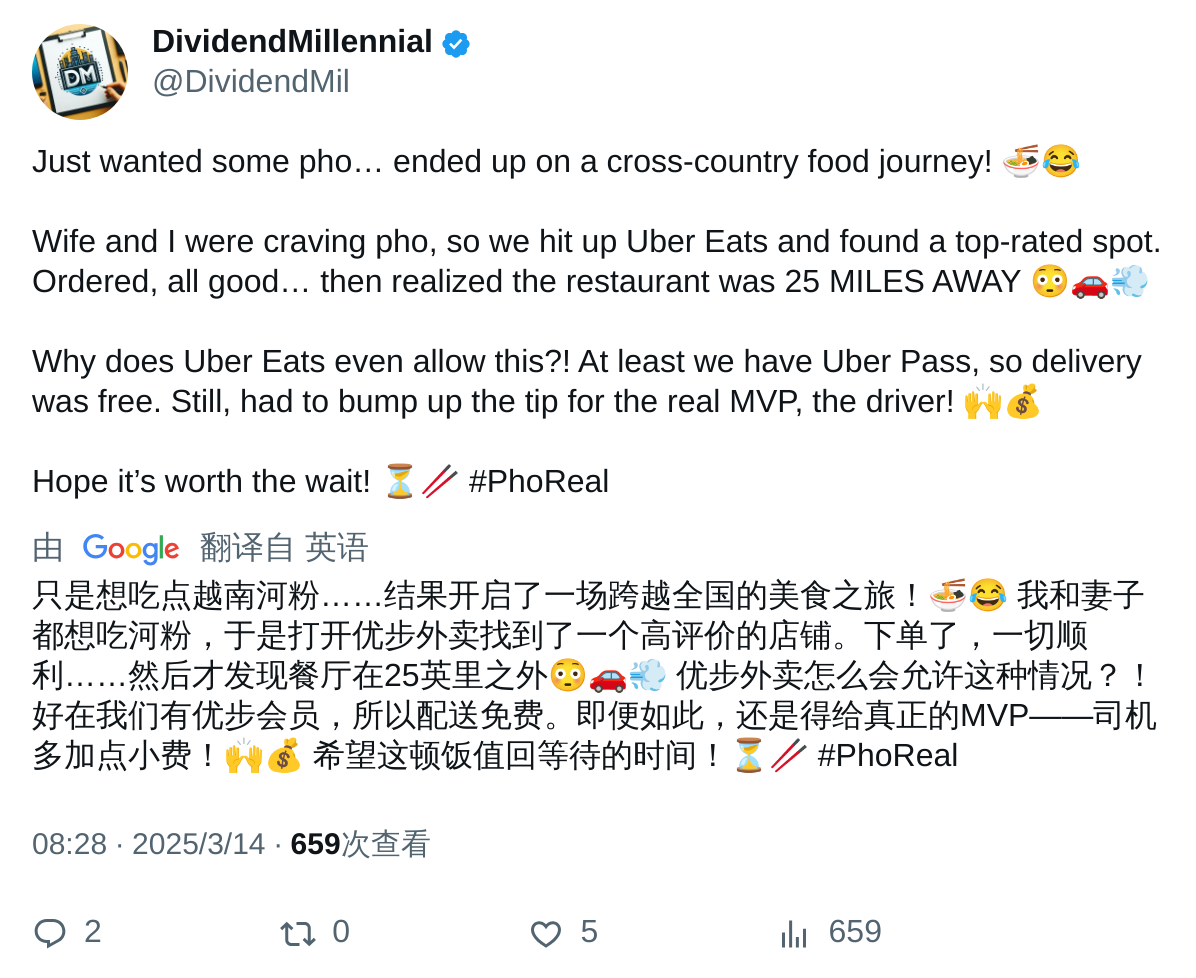 DM
DividendMillennial
@DividendMil
Just wanted some pho… ended up on a cross-country food journey! 🍜😂
Wife and I were craving pho, so we hit up Uber Eats and found a top-rated spot.
Ordered, all good… then realized the restaurant was 25 MILES AWAY 😳🚗💨
Why does Uber Eats even allow this?! At least we have Uber Pass, so delivery
was free. Still, had to bump up the tip for the real MVP, the driver! 🙌💰
Hope it’s worth the wait! ⏳🥢 #PhoReal
由 Google 翻译自 英语
只是想吃点越南河粉……结果开启了一场跨越全国的美食之旅！🍜😂 我和妻子
都想吃河粉，于是打开优步外卖找到了一个高评价的店铺。下单了，一切顺
利……然后才发现餐厅在25英里之外😳🚗💨 优步外卖怎么会允许这种情况？！
好在我们有优步会员，所以配送免费。即便如此，还是得给真正的MVP——司机
多加点小费！🙌💰 希望这顿饭值回等待的时间！⏳🥢 #PhoReal
08:28 · 2025/3/14 · 659次查看
2 0 5 659